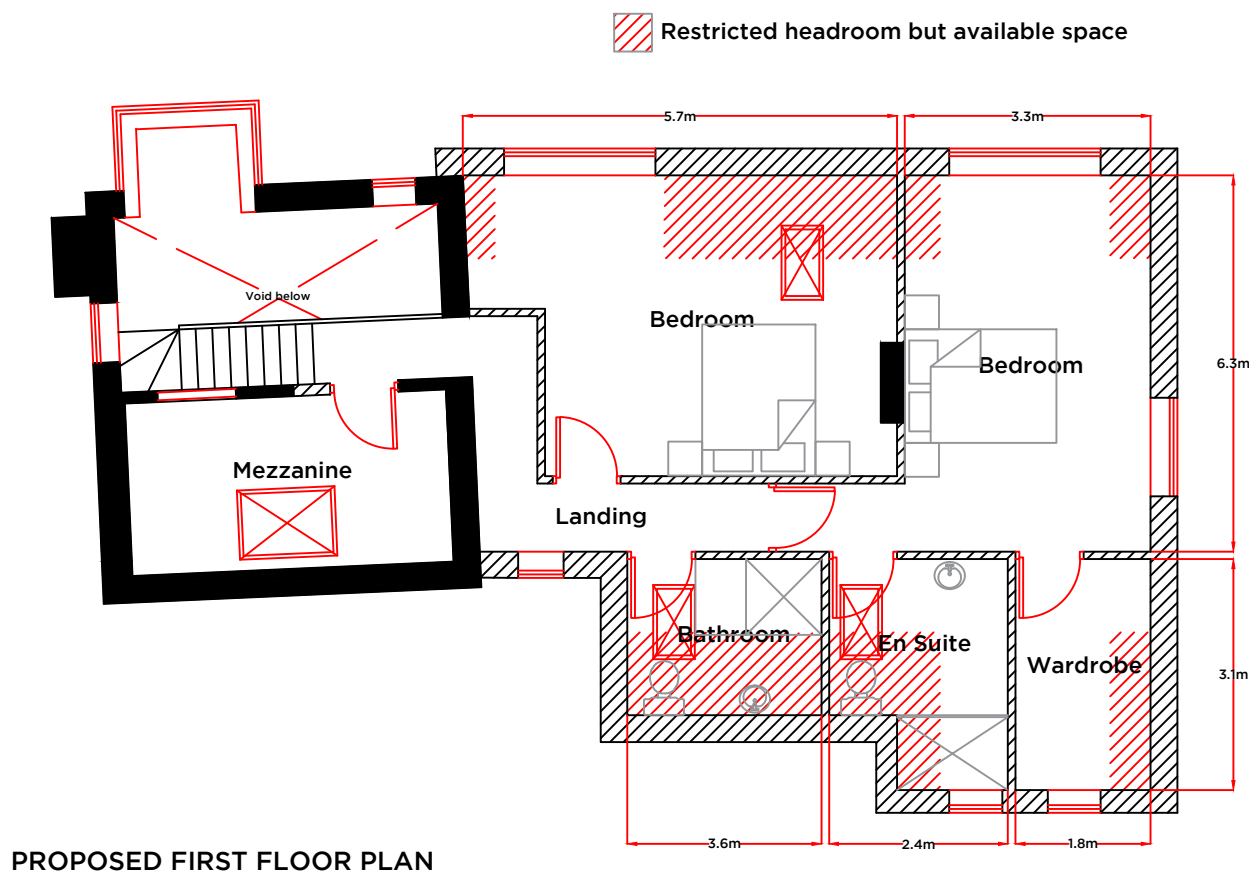 Restricted headroom but available space
5.7m
3.3m
Void below
Bedroom
Bedroom
6.3m
Mezzanine
Landing
Bathroom
En Suite
Wardrobe
3.1m
3.6m
2.4m
1.8m
PROPOSED FIRST FLOOR PLAN